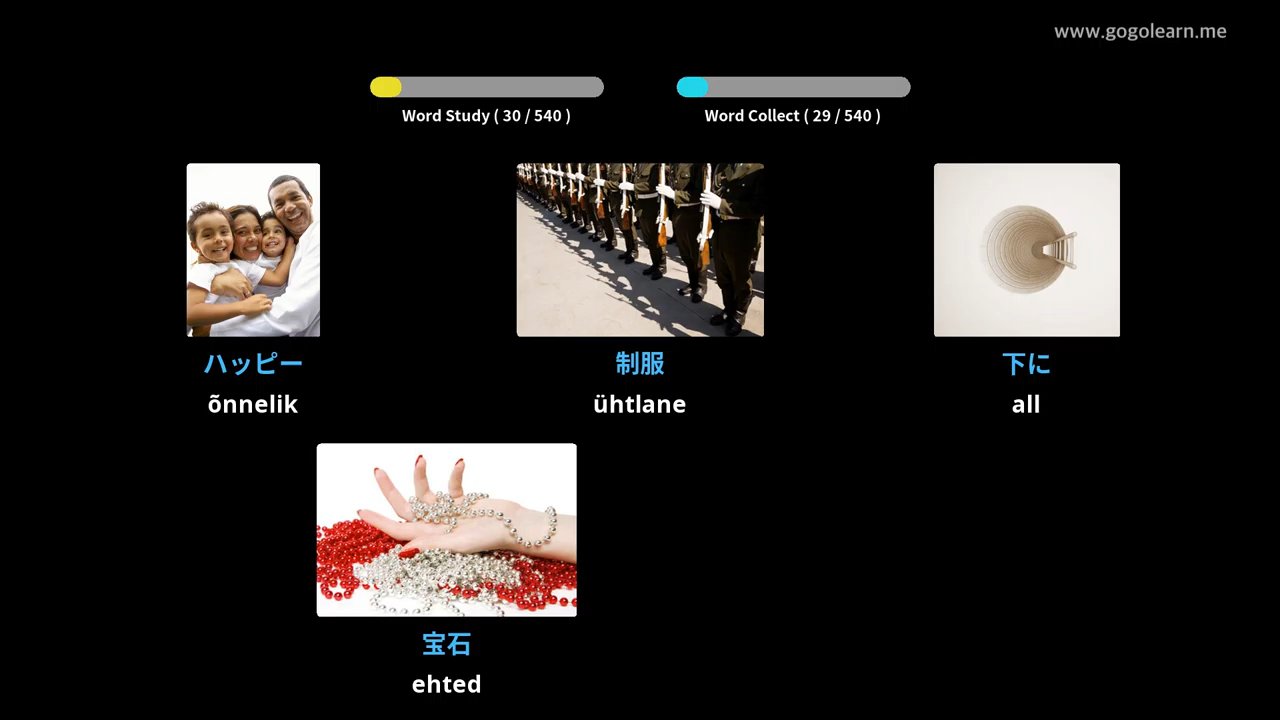 www.gogolearn.me
Word Study ( 30 / 540 )
Word Collect ( 29 / 540 )
ハッピー
õnnelik
制服
ühtlane
下に
all
宝石
ehted